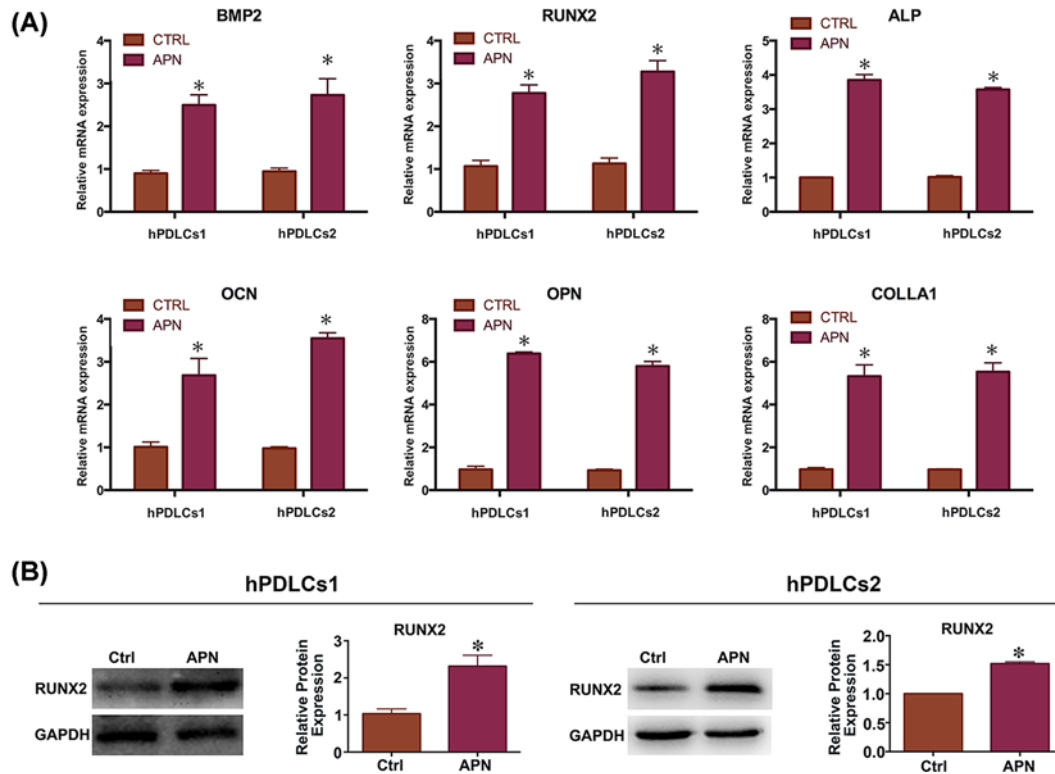 (A)
BMP2
CTRL
APN
Relative mRNA expression
4
3
2
1
0
*
*
hPDLCs1
hPDLCs2
RUNX2
CTRL
APN
Relative mRNA expression
4
3
2
1
0
*
*
hPDLCs1
hPDLCs2
ALP
CTRL
APN
Relative mRNA expression
5
4
3
2
1
0
*
*
hPDLCs1
hPDLCs2
OCN
CTRL
APN
Relative mRNA expression
4
3
2
1
0
*
*
hPDLCs1
hPDLCs2
OPN
CTRL
APN
Relative mRNA expression
8
6
4
2
0
*
*
hPDLCs1
hPDLCs2
COLLA1
CTRL
APN
Relative mRNA expression
8
6
4
2
0
*
*
hPDLCs1
hPDLCs2
(B)
hPDLCs1
Ctrl APN
RUNX2
GAPDH
RUNX2
Relative Protein
Expression
3
2
1
0
*
Ctrl APN
hPDLCs2
Ctrl APN
RUNX2
GAPDH
RUNX2
Relative Protein
Expression
2.0
1.5
1.0
0.5
0.0
*
Ctrl APN